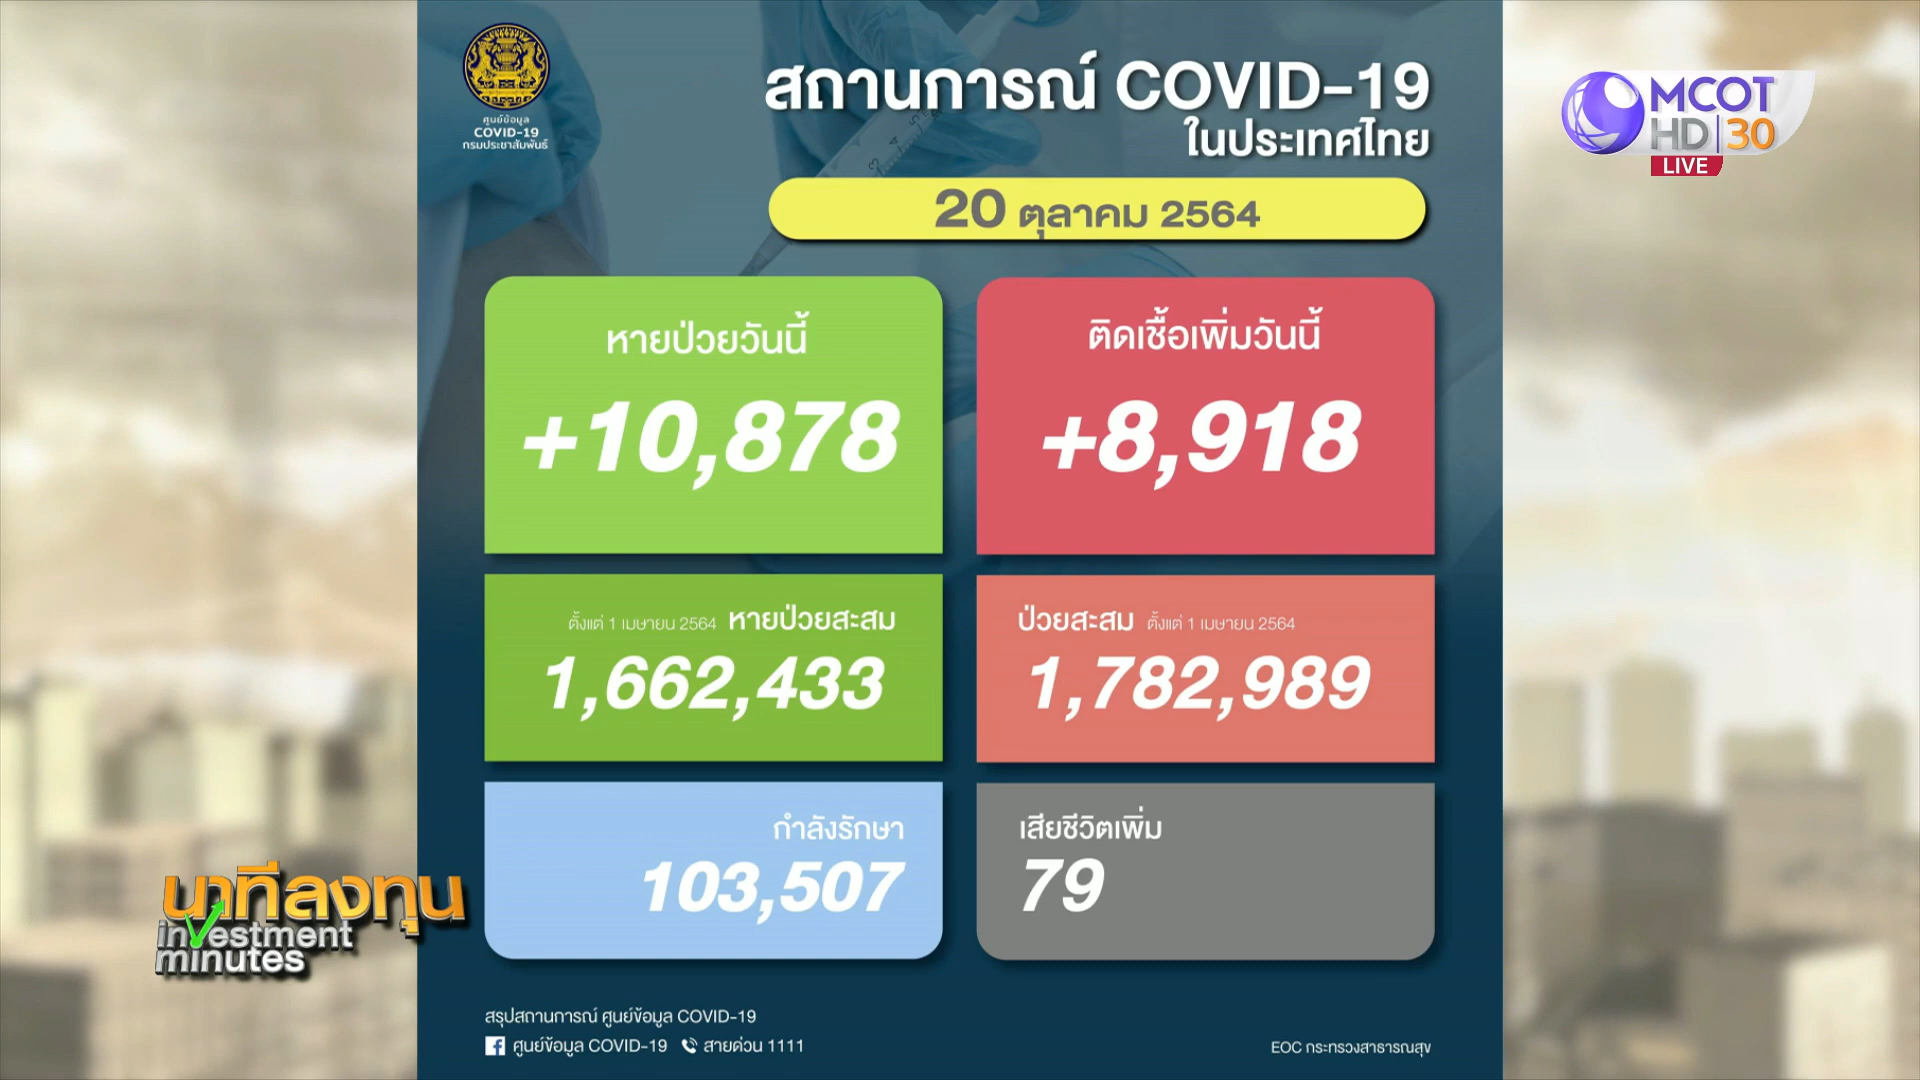 ศูนย์ข้อมูล
COVID-19
กรมประชาสัมพันธ์
สถานการณ์ COVID-19
ในประเทศไทย
20 ตุลาคม 2564
MCOT
HD 30
LIVE
หายป่วยวันนี้
+10,878
ติดเชื้อเพิ่มวันนี้
+8,918
ตั้งแต่ 1 เมษายน 2564 หายป่วยสะสม
1,662,433
ป่วยสะสม ตั้งแต่ 1 เมษายน 2564
1,782,989
กำลังรักษา
103,507
เสียชีวิตเพิ่ม
79
นาทีลงทุน
investment
minutes
สรุปสถานการณ์ ศูนย์ข้อมูล COVID-19
ศูนย์ข้อมูล COVID-19 สายด่วน 1111
EOC กระทรวงสาธารณสุข